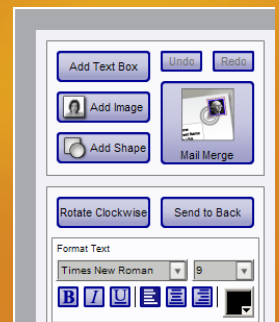 Add Text Box
Undo Redo
Add Image
Add Shape
Mail Merge
Rotate Clockwise Send to Back
Format Text
Times New Roman 9
B I U